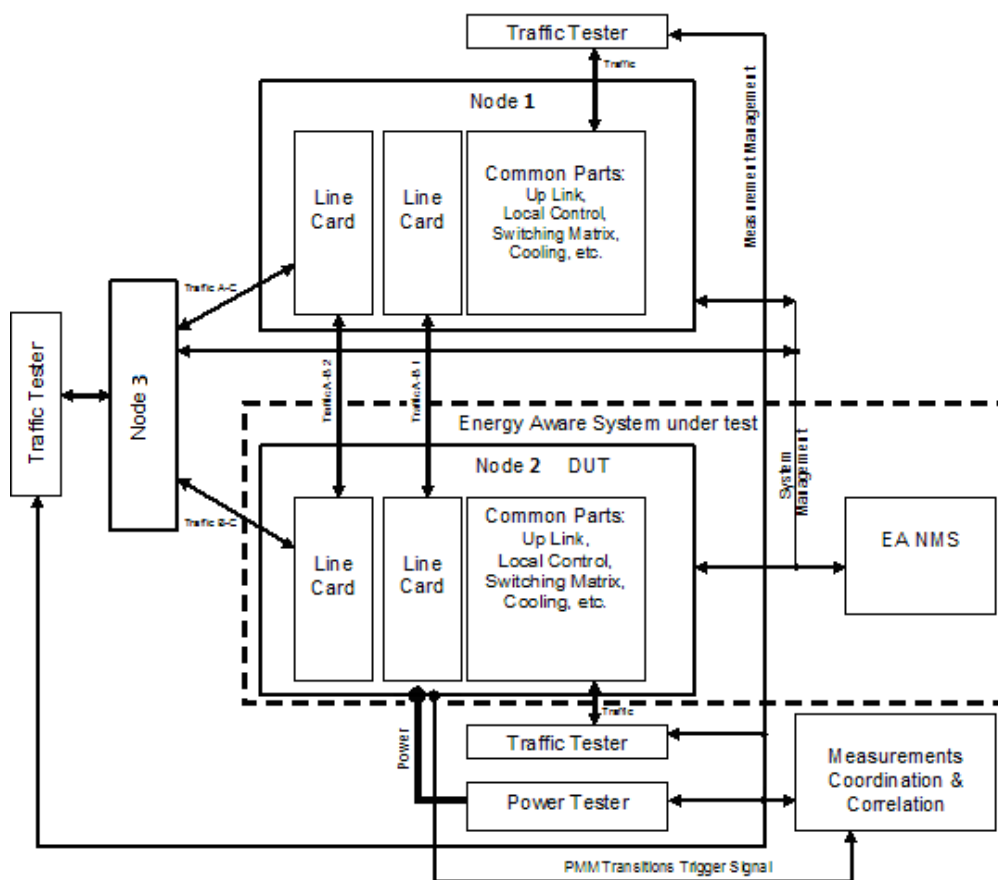 Traffic Tester
Traffic
Node 1
Line
Card
Line
Card
Common Parts:
Up Link,
Local Control,
Switching Matrix,
Cooling, etc.
Measurement Management
Traffic A-C
Traffic Tester
Node 3
Traffic A-B 2
Traffic A-B 1
Energy Aware System under test
Node 2 DUT
System
Management
Traffic B-C
Line
Card
Line
Card
Common Parts:
Up Link,
Local Control,
Switching Matrix,
Cooling, etc.
EA NMS
Traffic
Power
Traffic Tester
Power Tester
Measurements
Coordination &
Correlation
PMM Transitions Trigger Signal